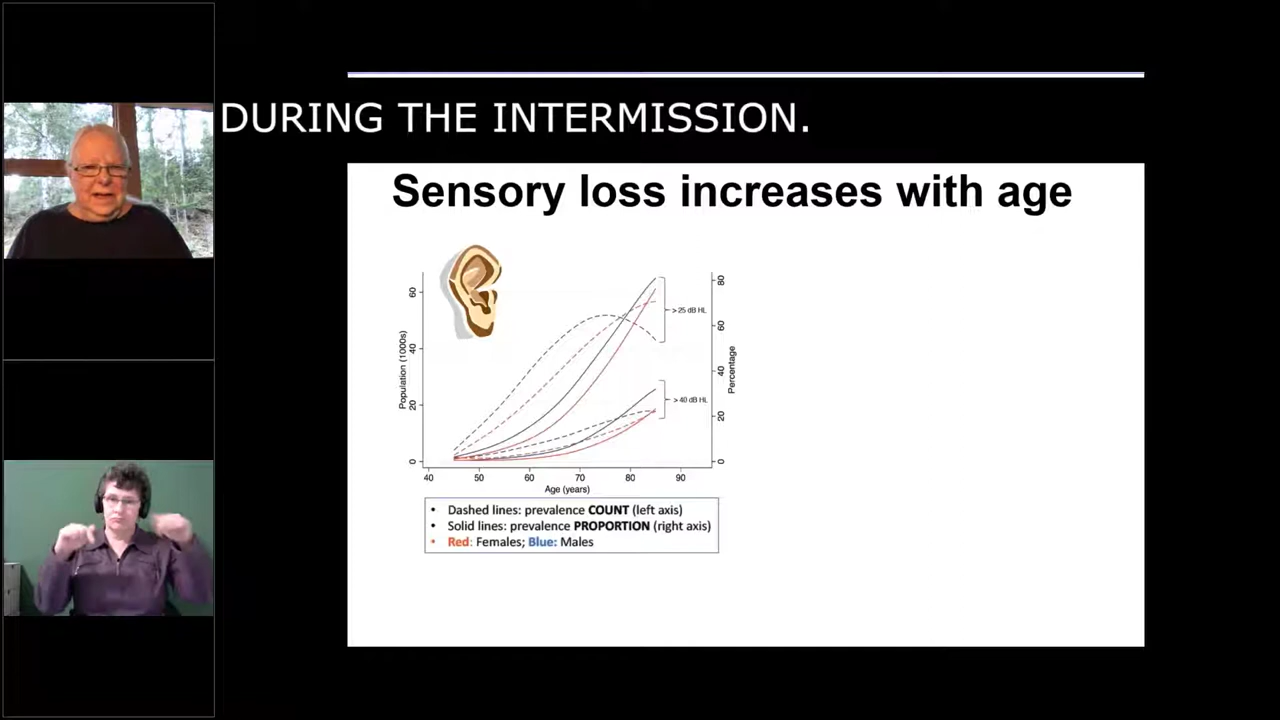 DURING THE INTERMISSION.
Sensory loss increases with age
Population (1000s)
60
40
20
0
80
60
40
20
0
Percentage
> 25 dB HL
> 40 dB HL
40 50 60 70 80 90
Age (years)
• Dashed lines: prevalence COUNT (left axis)
• Solid lines: prevalence PROPORTION (right axis)
• Red: Females; Blue: Males